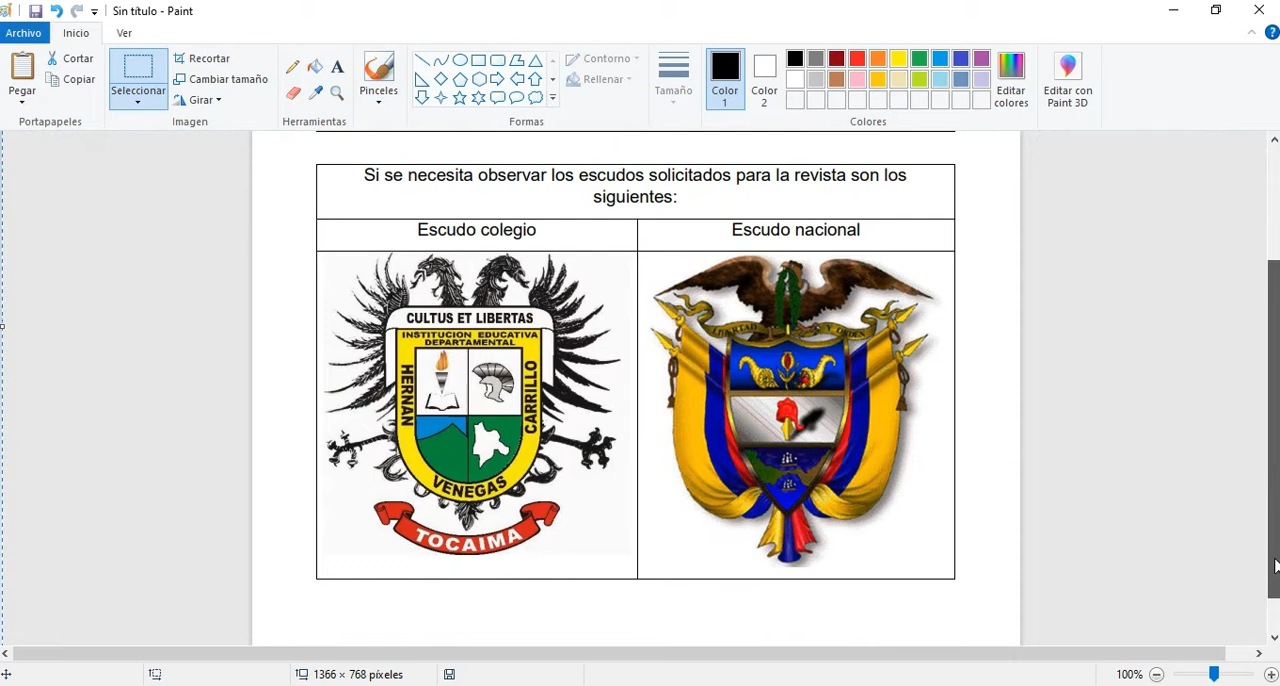 Sin título - Paint
Archivo
Inicio
Ver
Pegar
Cortar
Copiar
Portapapeles
Seleccionar
Recortar
Cambiar tamaño
Girar
Imagen
A
Herramientas
Pinceles
Contorno
Rellenar
Formas
Tamaño
Color
1
Color
2
Colores
Editar
colores
Editar con
Paint 3D
Si se necesita observar los escudos solicitados para la revista son los
siguientes:
Escudo colegio
Escudo nacional
CULTUS ET LIBERTAS
INSTITUCION EDUCATIVA
DEPARTAMENTAL
HERNAN
VENEGAS
CARRILLO
TOCAIMA
LIBERTAD Y ORDEN
1366 × 768 píxeles
100%